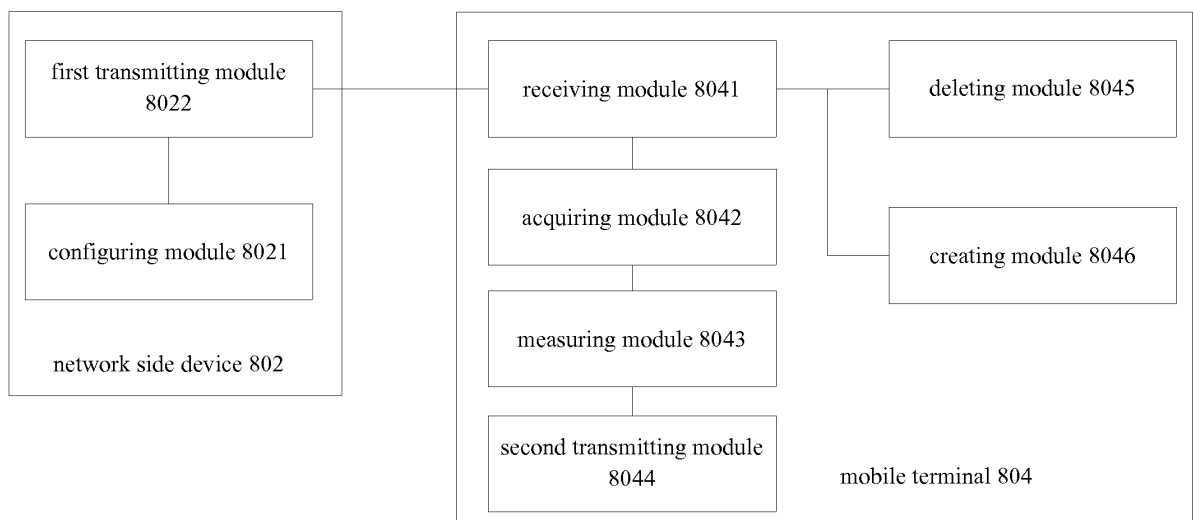 first transmitting module
8022
configuring module 8021
network side device 802
receiving module 8041
acquiring module 8042
measuring module 8043
second transmitting module
8044
deleting module 8045
creating module 8046
mobile terminal 804